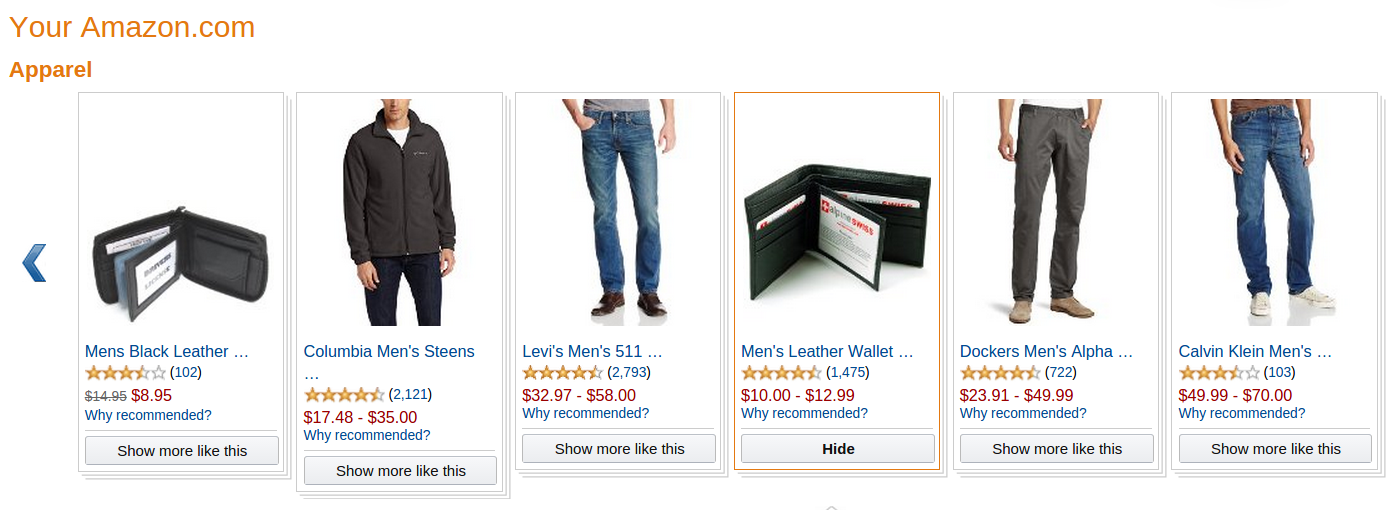 Your Amazon.com
Apparel
DRIVERS
LICENSE
alpine swiss
Mens Black Leather …
(102)
$14.95 $8.95
Why recommended?
Show more like this
Columbia Men's Steens
…
(2,121)
$17.48 - $35.00
Why recommended?
Show more like this
Levi's Men's 511 …
(2,793)
$32.97 - $58.00
Why recommended?
Show more like this
Men's Leather Wallet …
(1,475)
$10.00 - $12.99
Why recommended?
Hide
Dockers Men's Alpha …
(722)
$23.91 - $49.99
Why recommended?
Show more like this
Calvin Klein Men's …
(103)
$49.99 - $70.00
Why recommended?
Show more like this